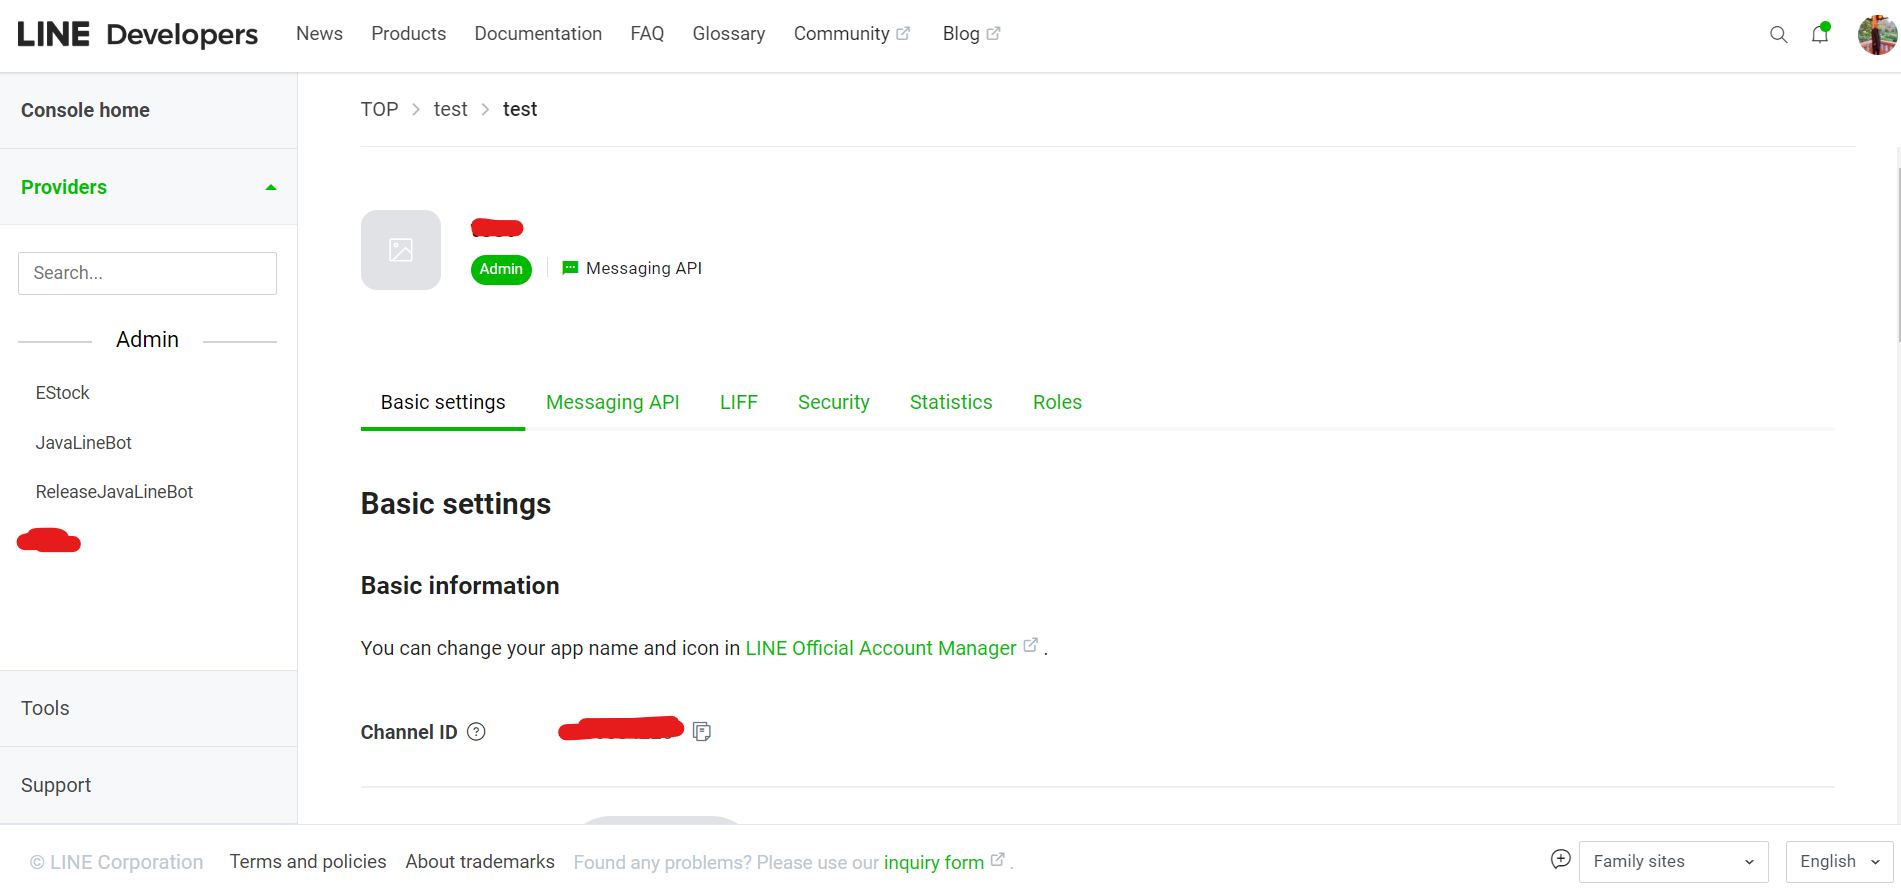 LINE Developers News Products Documentation FAQ Glossary Community Blog
Console home
Providers
Search...
Admin
EStock
JavaLineBot
ReleaseJavaLineBot
Tools
Support
TOP > test > test
Admin Messaging API
Basic settings Messaging API LIFF Security Statistics Roles
Basic settings
Basic information
You can change your app name and icon in LINE Official Account Manager .
Channel ID ?
© LINE Corporation Terms and policies About trademarks Found any problems? Please use our inquiry form . Family sites English